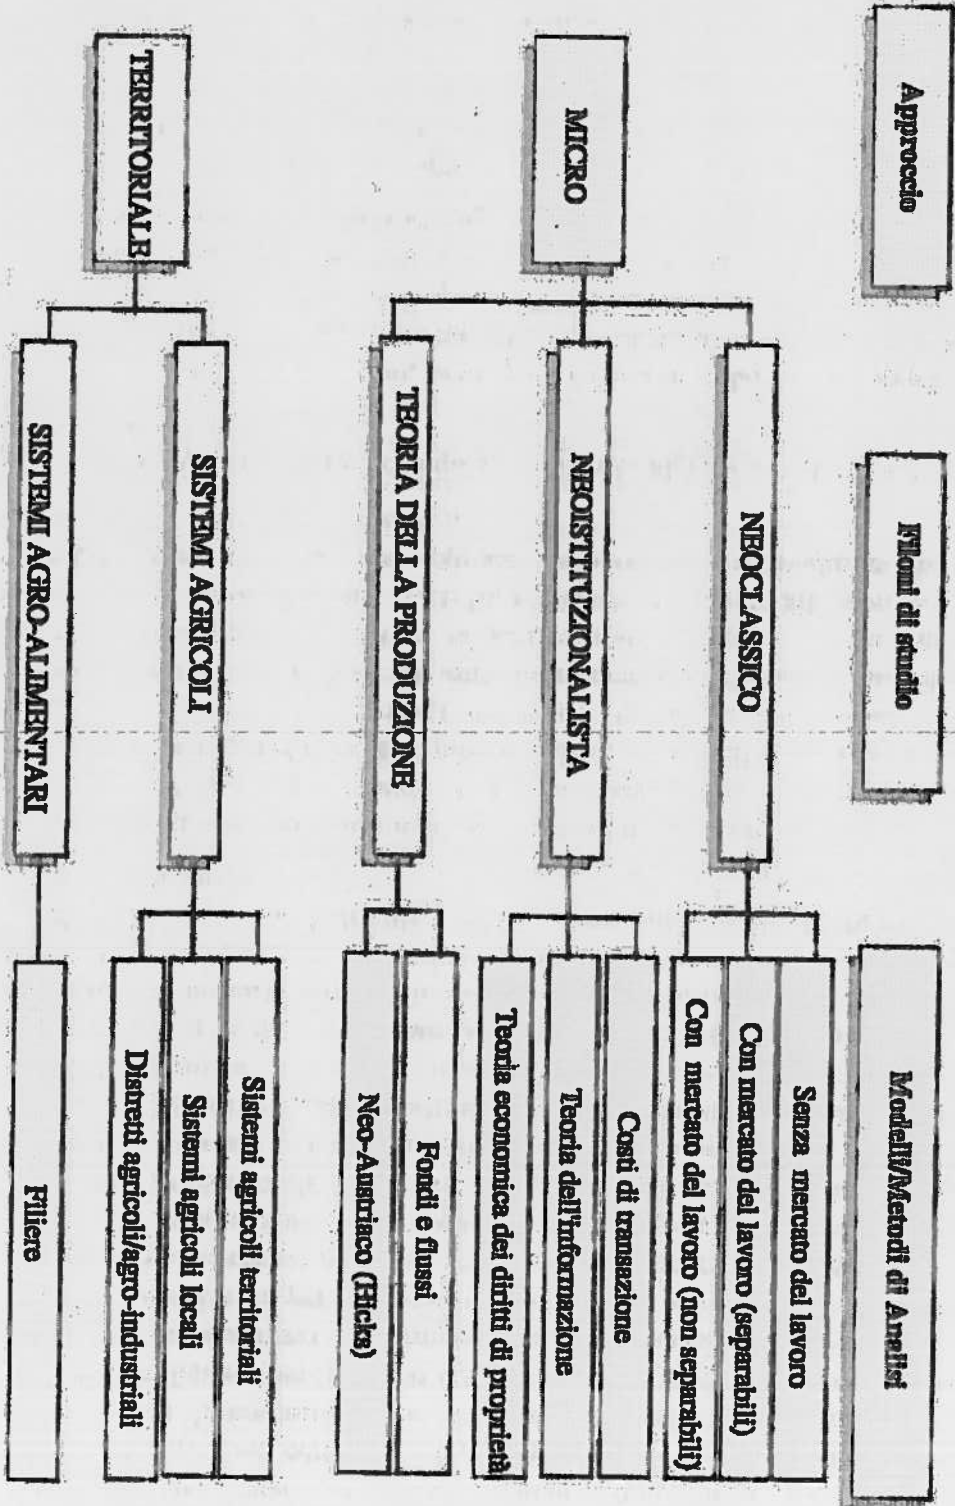 Approccio
Filoni di studio
Modelli/Metodi di Analisi
MICRO
NEOCLASSICO
Senza mercato del lavoro
Con mercato del lavoro (separabili)
Con mercato del lavoro (non separabili)
NEOISTITUZIONALISTA
Costi di transazione
Teoria dell'informazione
Teoria economica dei diritti di proprietà
TEORIA DELLA PRODUZIONE
Fondi e flussi
Neo-Austriaco (Hicks)
TERRITORIALE
SISTEMI AGRICOLI
Sistemi agricoli territoriali
Sistemi agricoli locali
Distretti agricoli/agro-industriali
SISTEMI AGRO-ALIMENTARI
Filiere